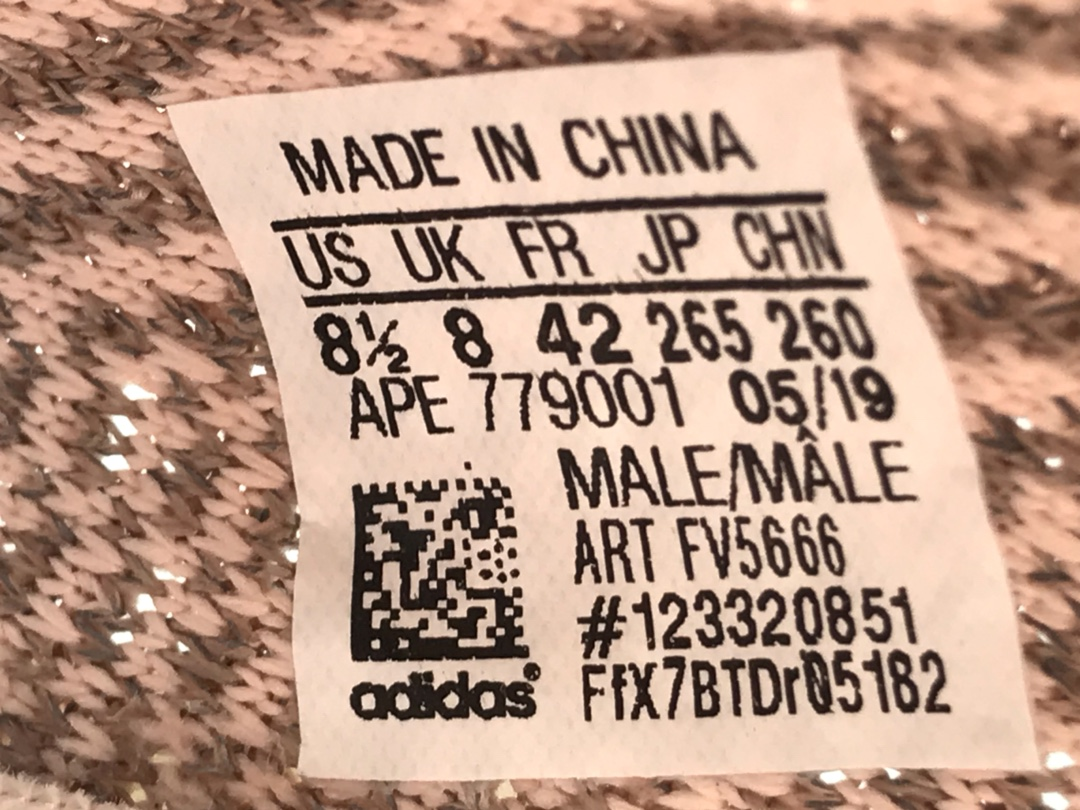 MADE IN CHINA
US UK FR JP CHN
8½ 8 42 265 260
APE 779001 05/19
MALE/MÂLE
ART FV5666
#123320851
FfX7BTDr05182
adidas®